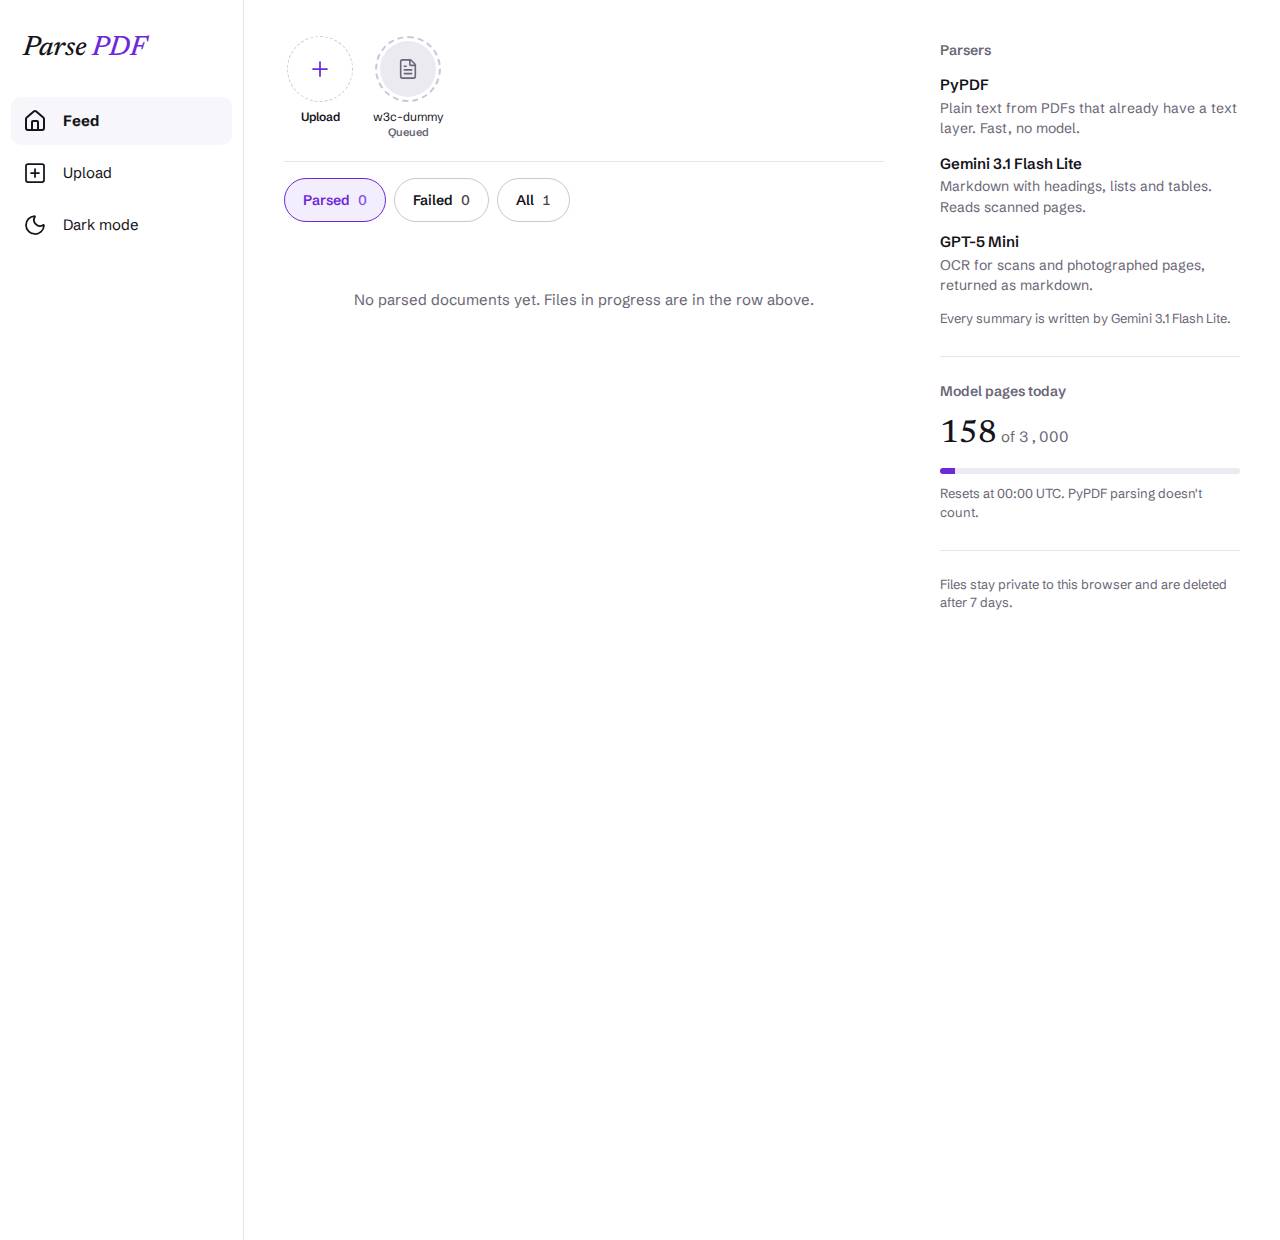 Parse PDF
Feed
Upload
Dark mode
Upload
w3c-dummy
Queued
Parsed 0
Failed 0
All 1
No parsed documents yet. Files in progress are in the row above.
Parsers
PyPDF
Plain text from PDFs that already have a text
layer. Fast, no model.
Gemini 3.1 Flash Lite
Markdown with headings, lists and tables.
Reads scanned pages.
GPT-5 Mini
OCR for scans and photographed pages,
returned as markdown.
Every summary is written by Gemini 3.1 Flash Lite.
Model pages today
158 of 3,000
Resets at 00:00 UTC. PyPDF parsing doesn't
count.
Files stay private to this browser and are deleted
after 7 days.